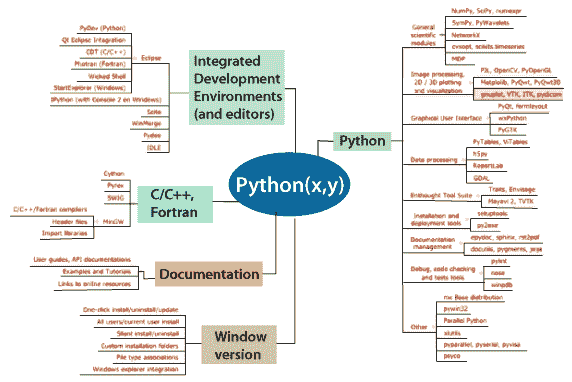 PyDev (Python)
Qt Eclipse Integration
CDT (C/C++)
Photran (Fortran)
Wicked Shell
StartExplorer (Windows)
Eclipse
IPython (with Console 2 on Windows)
SciTe
WinMerge
Pydee
IDLE
Integrated
Development
Environments
(and editors)
Cython
Pyrex
SWIG
C/C++/Fortran compilers
Header files
Import libraries
MinGW
C/C++,
Fortran
User guides, API documentations
Examples and Tutorials
Links to online resources
Documentation
One-click install/uninstall/update
All users/current user install
Silent install/uninstall
Custom installation folders
File type associations
Windows explorer integration
Window
version
Python(x,y)
Python
General
scientific
modules
NumPy, SciPy, numexpr
SymPy, PyWavelets
NetworkX
cvxopt, scikits.timeseries
MDP
Image processing,
2D / 3D plotting
and visualization
PIL, OpenCV, PyOpenGL
Matplotlib, PyQwt, PyQwt3D
gnuplot, VTK, ITK, pydicom
Graphical User Interface
PyQt, formlayout
wxPython
PyGTK
Data processing
PyTables, ViTables
h5py
ReportLab
GDAL
Enthought Tool Suite
Traits, Envisage
Mayavi 2, TVTK
Installation and
deployment tools
setuptools
py2exe
Documentation
management
epydoc, sphinx, rst2pdf
docutils, pygments, jinja
Debug, code checking
and tests tools
pylint
nose
winpdb
Other
Base distribution
pywin32
Parallel Python
xlutils
pyparallel, pyserial, pyvisa
psyco